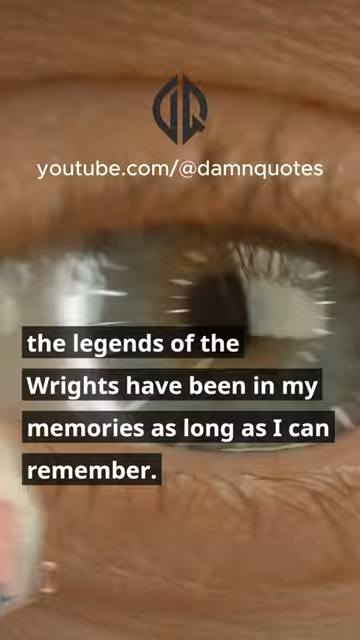 youtube.com/@damnquotes
the legends of the
Wrights have been in my
memories as long as I can
remember.